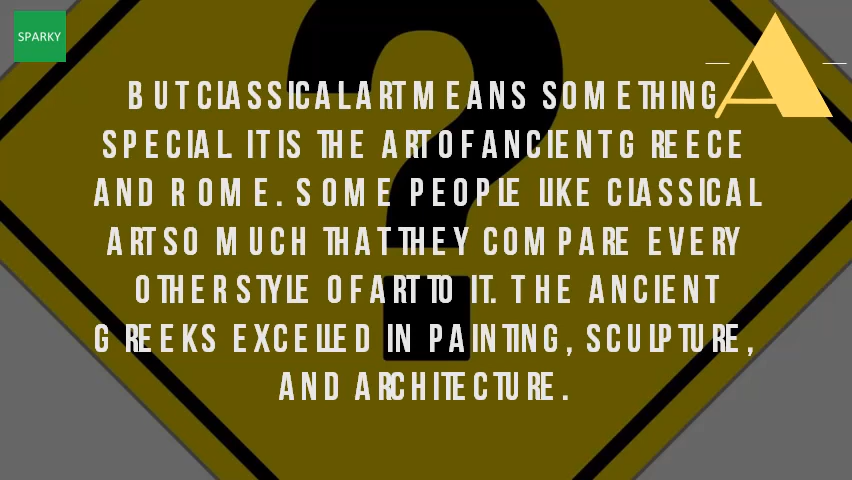 SPARKY
BUT CLASSICAL ART MEANS SOMETHING
SPECIAL. IT IS THE ART OF ANCIENT GREECE
AND ROME. SOME PEOPLE LIKE CLASSICAL
ART SO MUCH THAT THEY COMPARE EVERY
OTHER STYLE OF ART TO IT. THE ANCIENT
GREEKS EXCELLED IN PAINTING, SCULPTURE,
AND ARCHITECTURE.
A